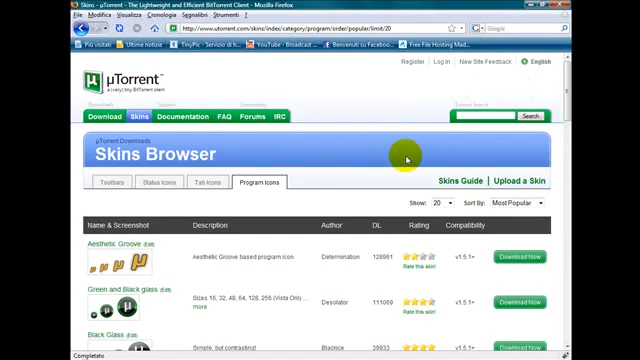 Skins - µTorrent - The Lightweight and Efficient BitTorrent Client - Mozilla Firefox
File Modifica Visualizza Cronologia Segnalibri Strumenti ?
http://www.utorrent.com/skins/index/category/program/order/popular/limit/20
Google
Più visitati Ultime notizie TinyPic - Servizio di h... YouTube - Broadcast ... Benvenuti su Facebook... Free File Hosting Mad...
Register Log In New Site Feedback English
µTorrent™
a (very) tiny BitTorrent client
Downloads Support Community Torrent Search
Download Skins Documentation FAQ Forums IRC Search
µTorrent Downloads
Skins Browser
Toolbars Status Icons Tab Icons Program Icons Skins Guide | Upload a Skin
Show: 20 Sort By: Most Popular
Name & Screenshot Description Author DL Rating Compatibility
Aesthetic Groove (Edit)
Aesthetic Groove based program icon Determination 128961 v1.5.1+ Download Now
Rate this skin!
Green and Black glass (Edit)
Sizes 16, 32, 48, 64, 128, 256 (Vista Only ... more Desolator 111069 v1.5.1+ Download Now
Rate this skin!
Black Glass (Edit)
Simple, but contrasting! Blackice 39933 v1.5.1+ Download Now
Completato